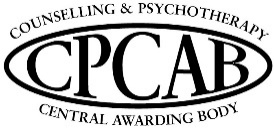 COUNSELLING & PSYCHOTHERAPY
CPCAB
CENTRAL AWARDING BODY